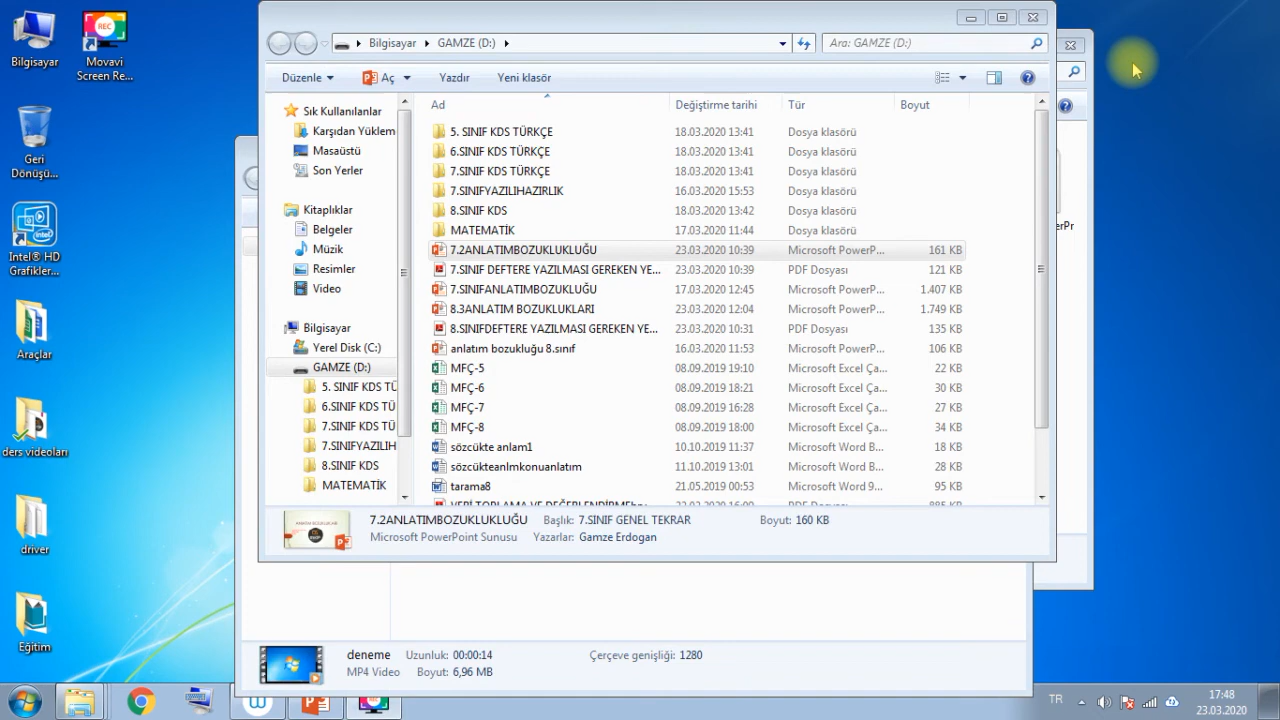 Bilgisayar
Movavi
Screen Re...
Geri
Dönüşü...
Intel® HD
Grafikler...
Araçlar
ders videoları
driver
Eğitim
Bilgisayar
GAMZE (D:)
Ara: GAMZE (D:)
Düzenle
Aç
Yazdır
Yeni klasör
Sık Kullanılanlar
Karşıdan Yüklem
Masaüstü
Son Yerler
Kitaplıklar
Belgeler
Müzik
Resimler
Video
Bilgisayar
Yerel Disk (C:)
GAMZE (D:)
5. SINIF KDS TÜ
6.SINIF KDS TÜ
7.SINIF KDS TÜ
7.SINIFYAZILIH
8.SINIF KDS
MATEMATİK
Ad Değiştirme tarihi Tür Boyut
5. SINIF KDS TÜRKÇE 18.03.2020 13:41 Dosya klasörü
6.SINIF KDS TÜRKÇE 18.03.2020 13:41 Dosya klasörü
7.SINIF KDS TÜRKÇE 18.03.2020 13:41 Dosya klasörü
7.SINIFYAZILIHAZIRLIK 16.03.2020 15:53 Dosya klasörü
8.SINIF KDS 18.03.2020 13:42 Dosya klasörü
MATEMATİK 17.03.2020 11:44 Dosya klasörü
7.2ANLATIMBOZUKLUKLUĞU 23.03.2020 10:39 Microsoft PowerP... 161 KB
7.SINIF DEFTERE YAZILMASI GEREKEN YE... 23.03.2020 10:39 PDF Dosyası 121 KB
7.SINIFANLATIMBOZUKLUĞU 17.03.2020 12:45 Microsoft PowerP... 1.407 KB
8.3ANLATIM BOZUKLUKLARI 23.03.2020 12:04 Microsoft PowerP... 1.749 KB
8.SINIFDEFTERE YAZILMASI GEREKEN YE... 23.03.2020 10:31 PDF Dosyası 135 KB
anlatım bozukluğu 8.sınıf 16.03.2020 11:53 Microsoft PowerP... 106 KB
MFÇ-5 08.09.2019 19:10 Microsoft Excel Ça... 22 KB
MFÇ-6 08.09.2019 18:21 Microsoft Excel Ça... 30 KB
MFÇ-7 08.09.2019 16:28 Microsoft Excel Ça... 27 KB
MFÇ-8 08.09.2019 18:00 Microsoft Excel Ça... 34 KB
sözcükte anlam1 10.10.2019 11:37 Microsoft Word B... 18 KB
sözcükteanlmkonuanlatım 11.10.2019 13:01 Microsoft Word B... 28 KB
tarama8 21.05.2019 00:53 Microsoft Word 9... 95 KB
7.2ANLATIMBOZUKLUKLUĞU Başlık: 7.SINIF GENEL TEKRAR Boyut: 160 KB
Microsoft PowerPoint Sunusu Yazarlar: Gamze Erdogan
deneme Uzunluk: 00:00:14 Çerçeve genişliği: 1280
MP4 Video Boyut: 6,96 MB
TR
17:48
23.03.2020